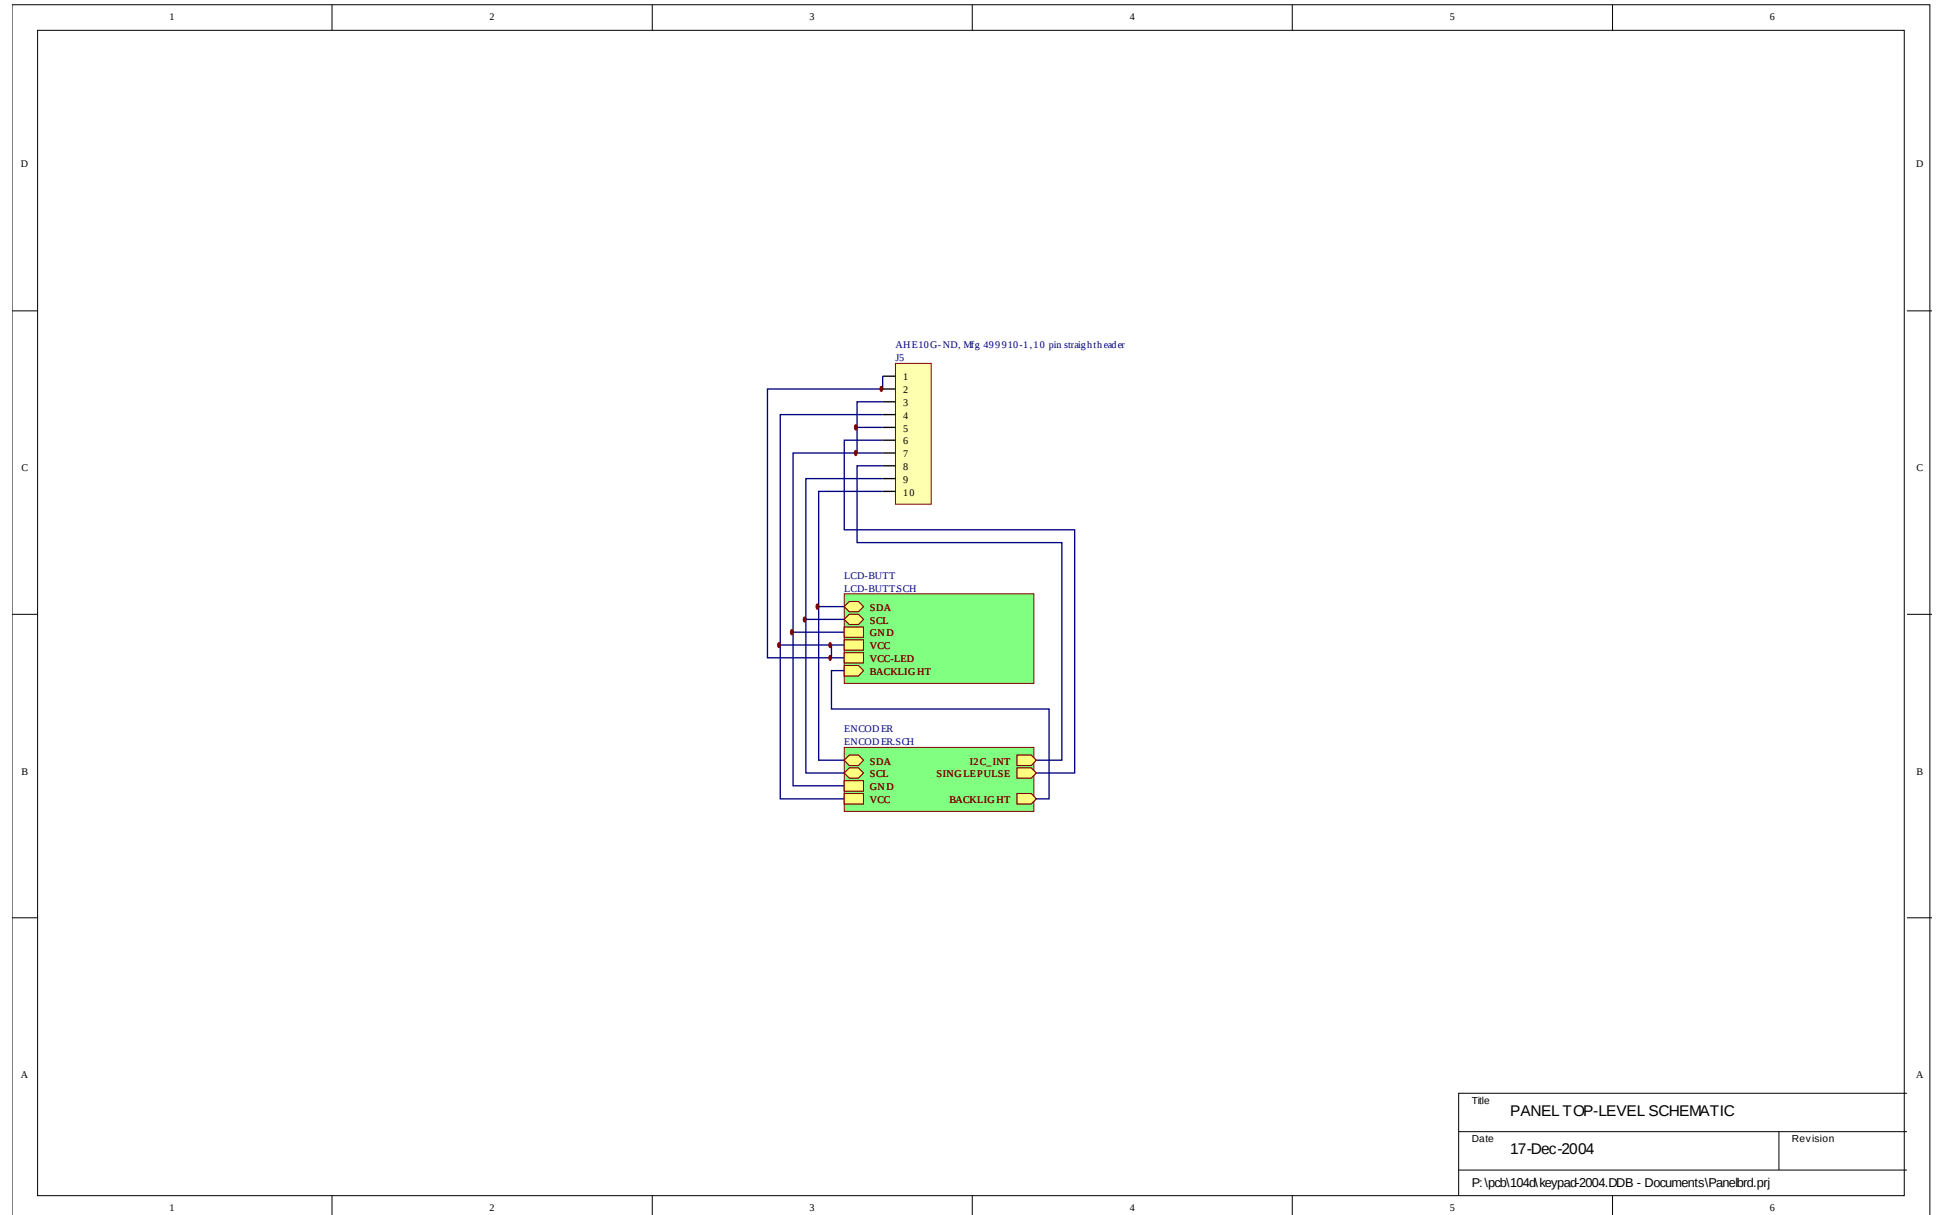 1 2 3 4 5 6
D D
AHE10G-ND, Mfg 499910-1, 10 pin straight header
J5
1
2
3
4
5
6
7
8
9
10
C C
LCD-BUTT
LCD-BUTT.SCH
SDA
SCL
GND
VCC
VCC-LED
BACKLIGHT
ENCODER
ENCODER.SCH
SDA I2C_INT
SCL SINGLEPULSE
GND
VCC BACKLIGHT
B B
A A
Title PANEL TOP-LEVEL SCHEMATIC
Date 17-Dec-2004 Revision
P:\pcb\104d\keypad-2004.DDB - Documents\Panelbrd.prj
1 2 3 4 5 6